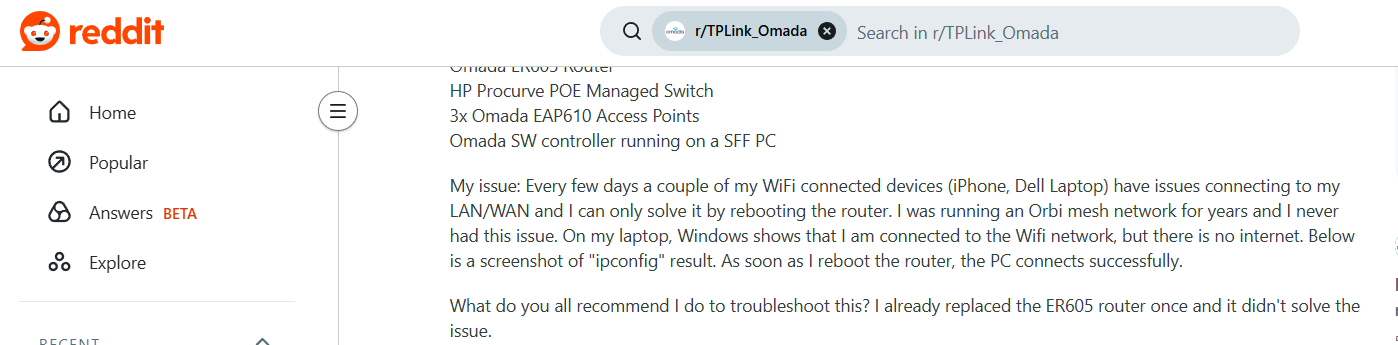 reddit
r/TPLink_Omada
Search in r/TPLink_Omada
Home
Popular
Answers BETA
Explore
RECENT
Omada ER605 Router
HP Procurve POE Managed Switch
3x Omada EAP610 Access Points
Omada SW controller running on a SFF PC
My issue: Every few days a couple of my WiFi connected devices (iPhone, Dell Laptop) have issues connecting to my
LAN/WAN and I can only solve it by rebooting the router. I was running an Orbi mesh network for years and I never
had this issue. On my laptop, Windows shows that I am connected to the Wifi network, but there is no internet. Below
is a screenshot of "ipconfig" result. As soon as I reboot the router, the PC connects successfully.
What do you all recommend I do to troubleshoot this? I already replaced the ER605 router once and it didn't solve the
issue.